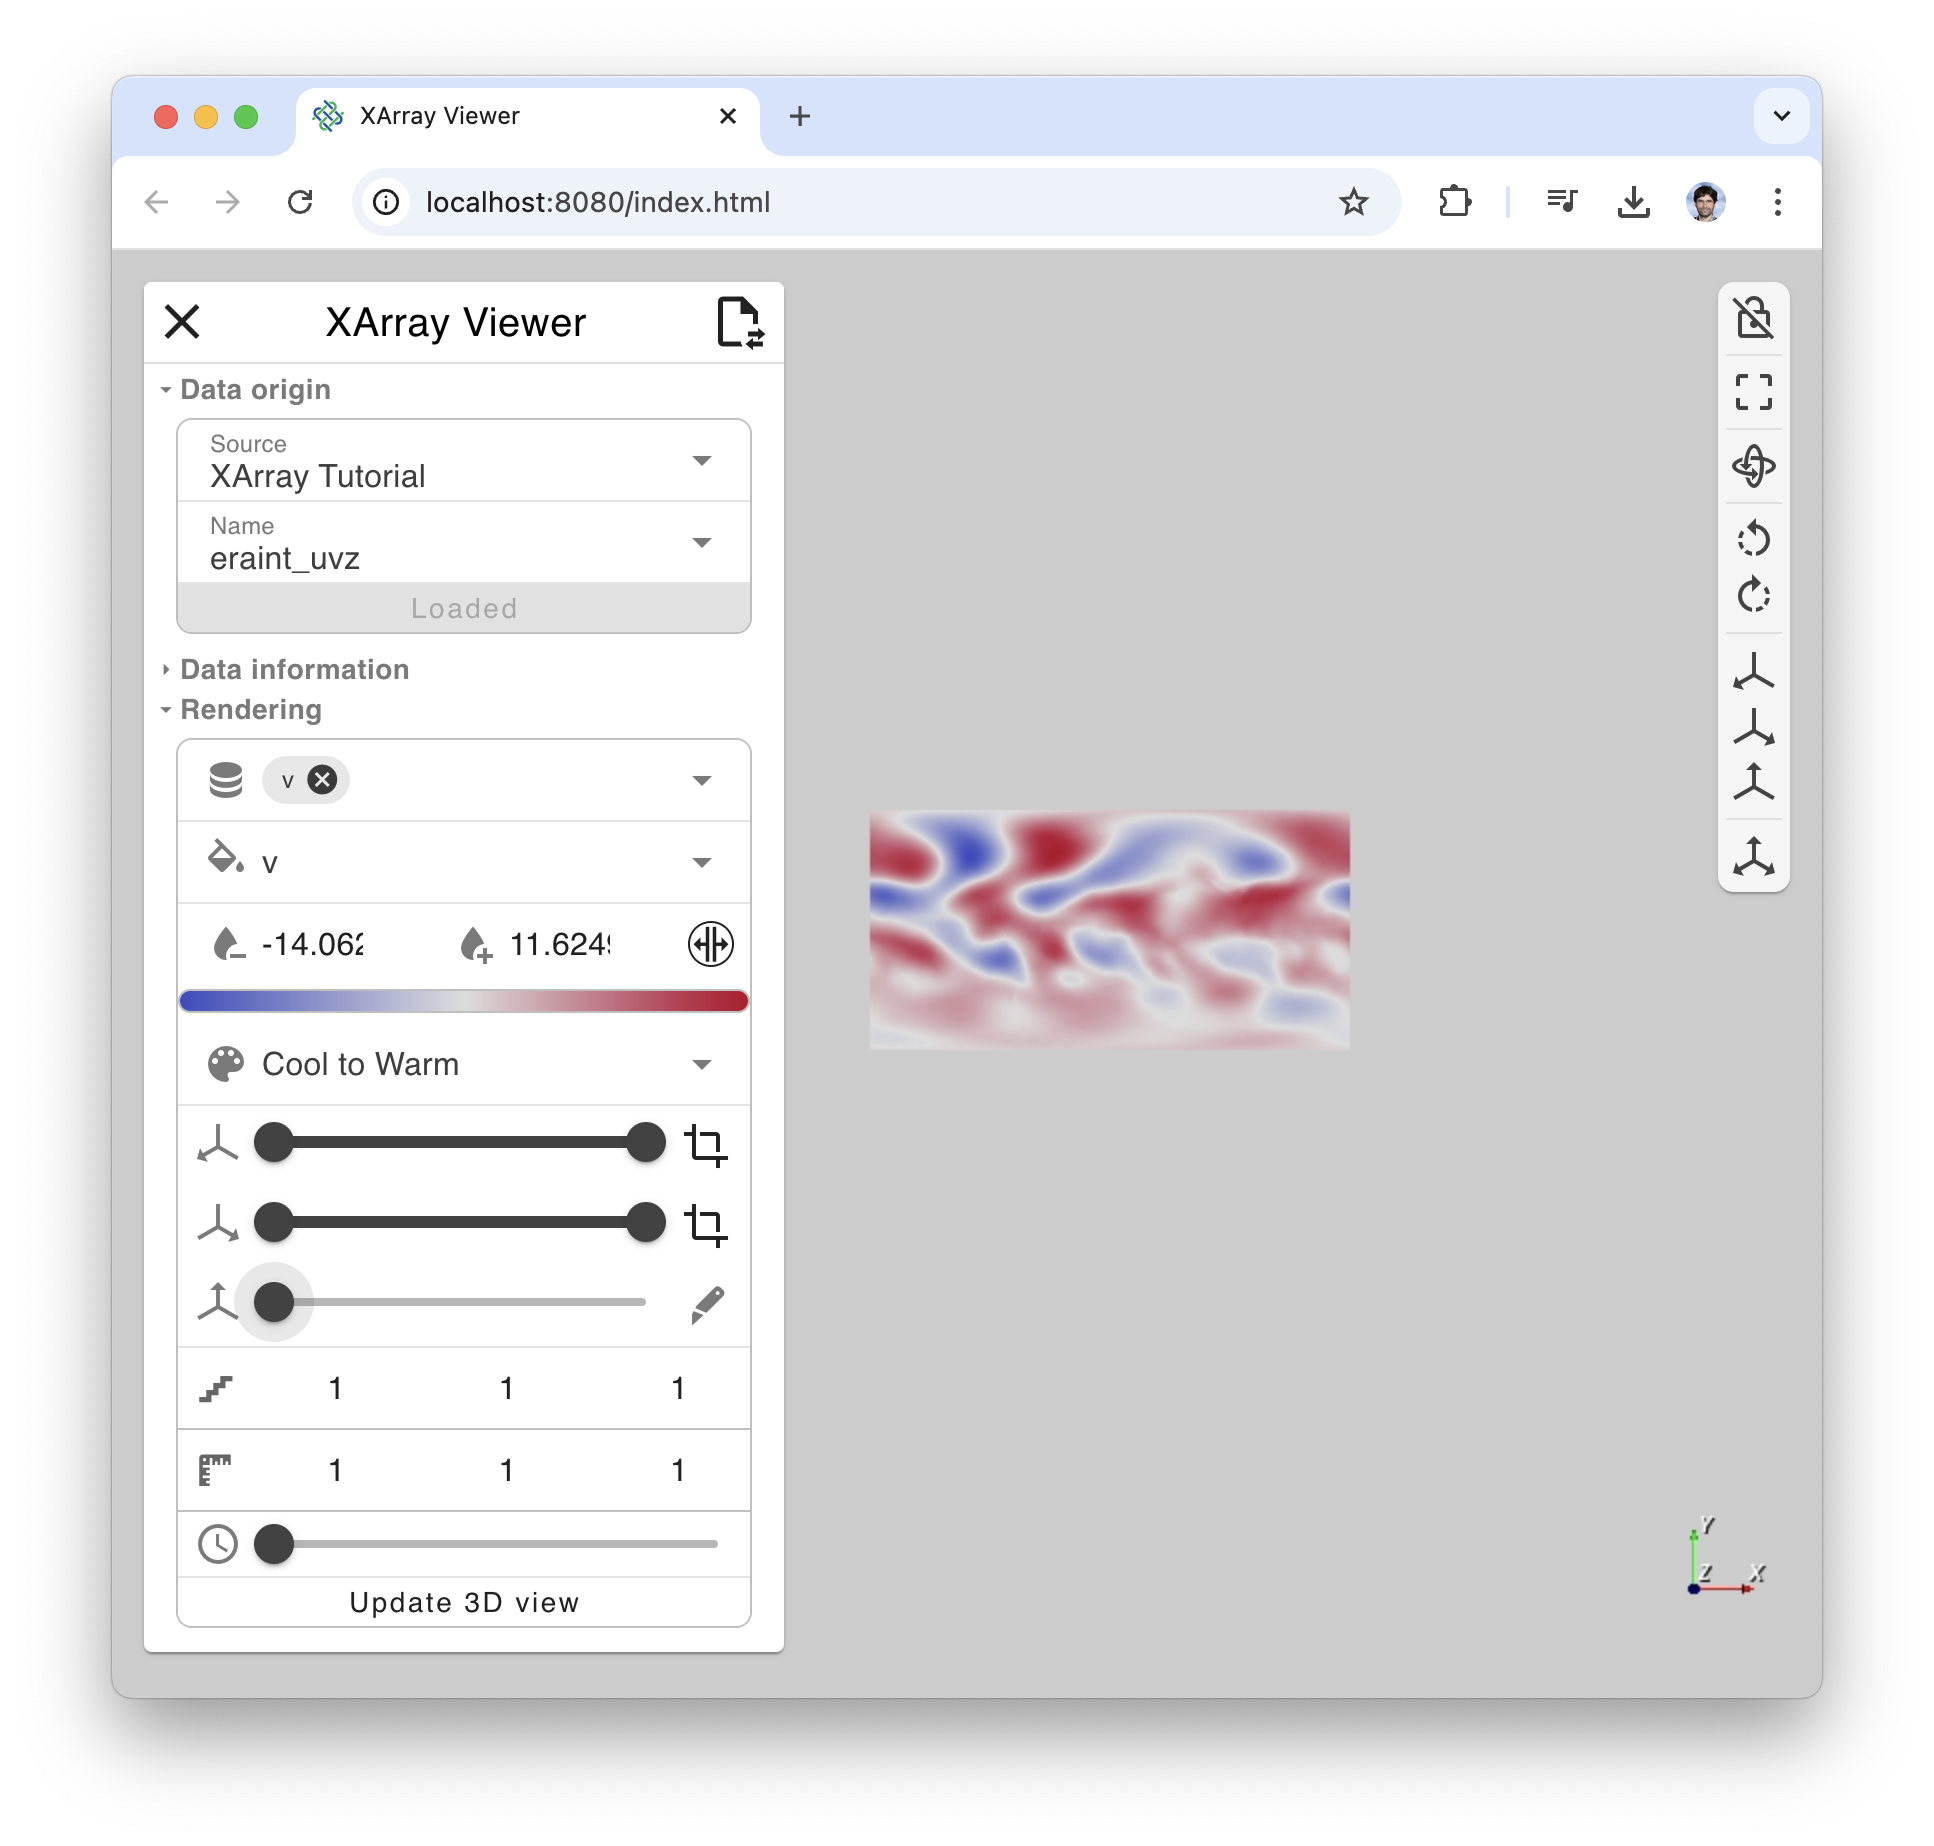 XArray Viewer
localhost:8080/index.html
XArray Viewer
Data origin
Source
XArray Tutorial
Name
eraint_uvz
Loaded
Data information
Rendering
v
v
-14.062 11.6249
Cool to Warm
1 1 1
1 1 1
Update 3D view
Y
Z X